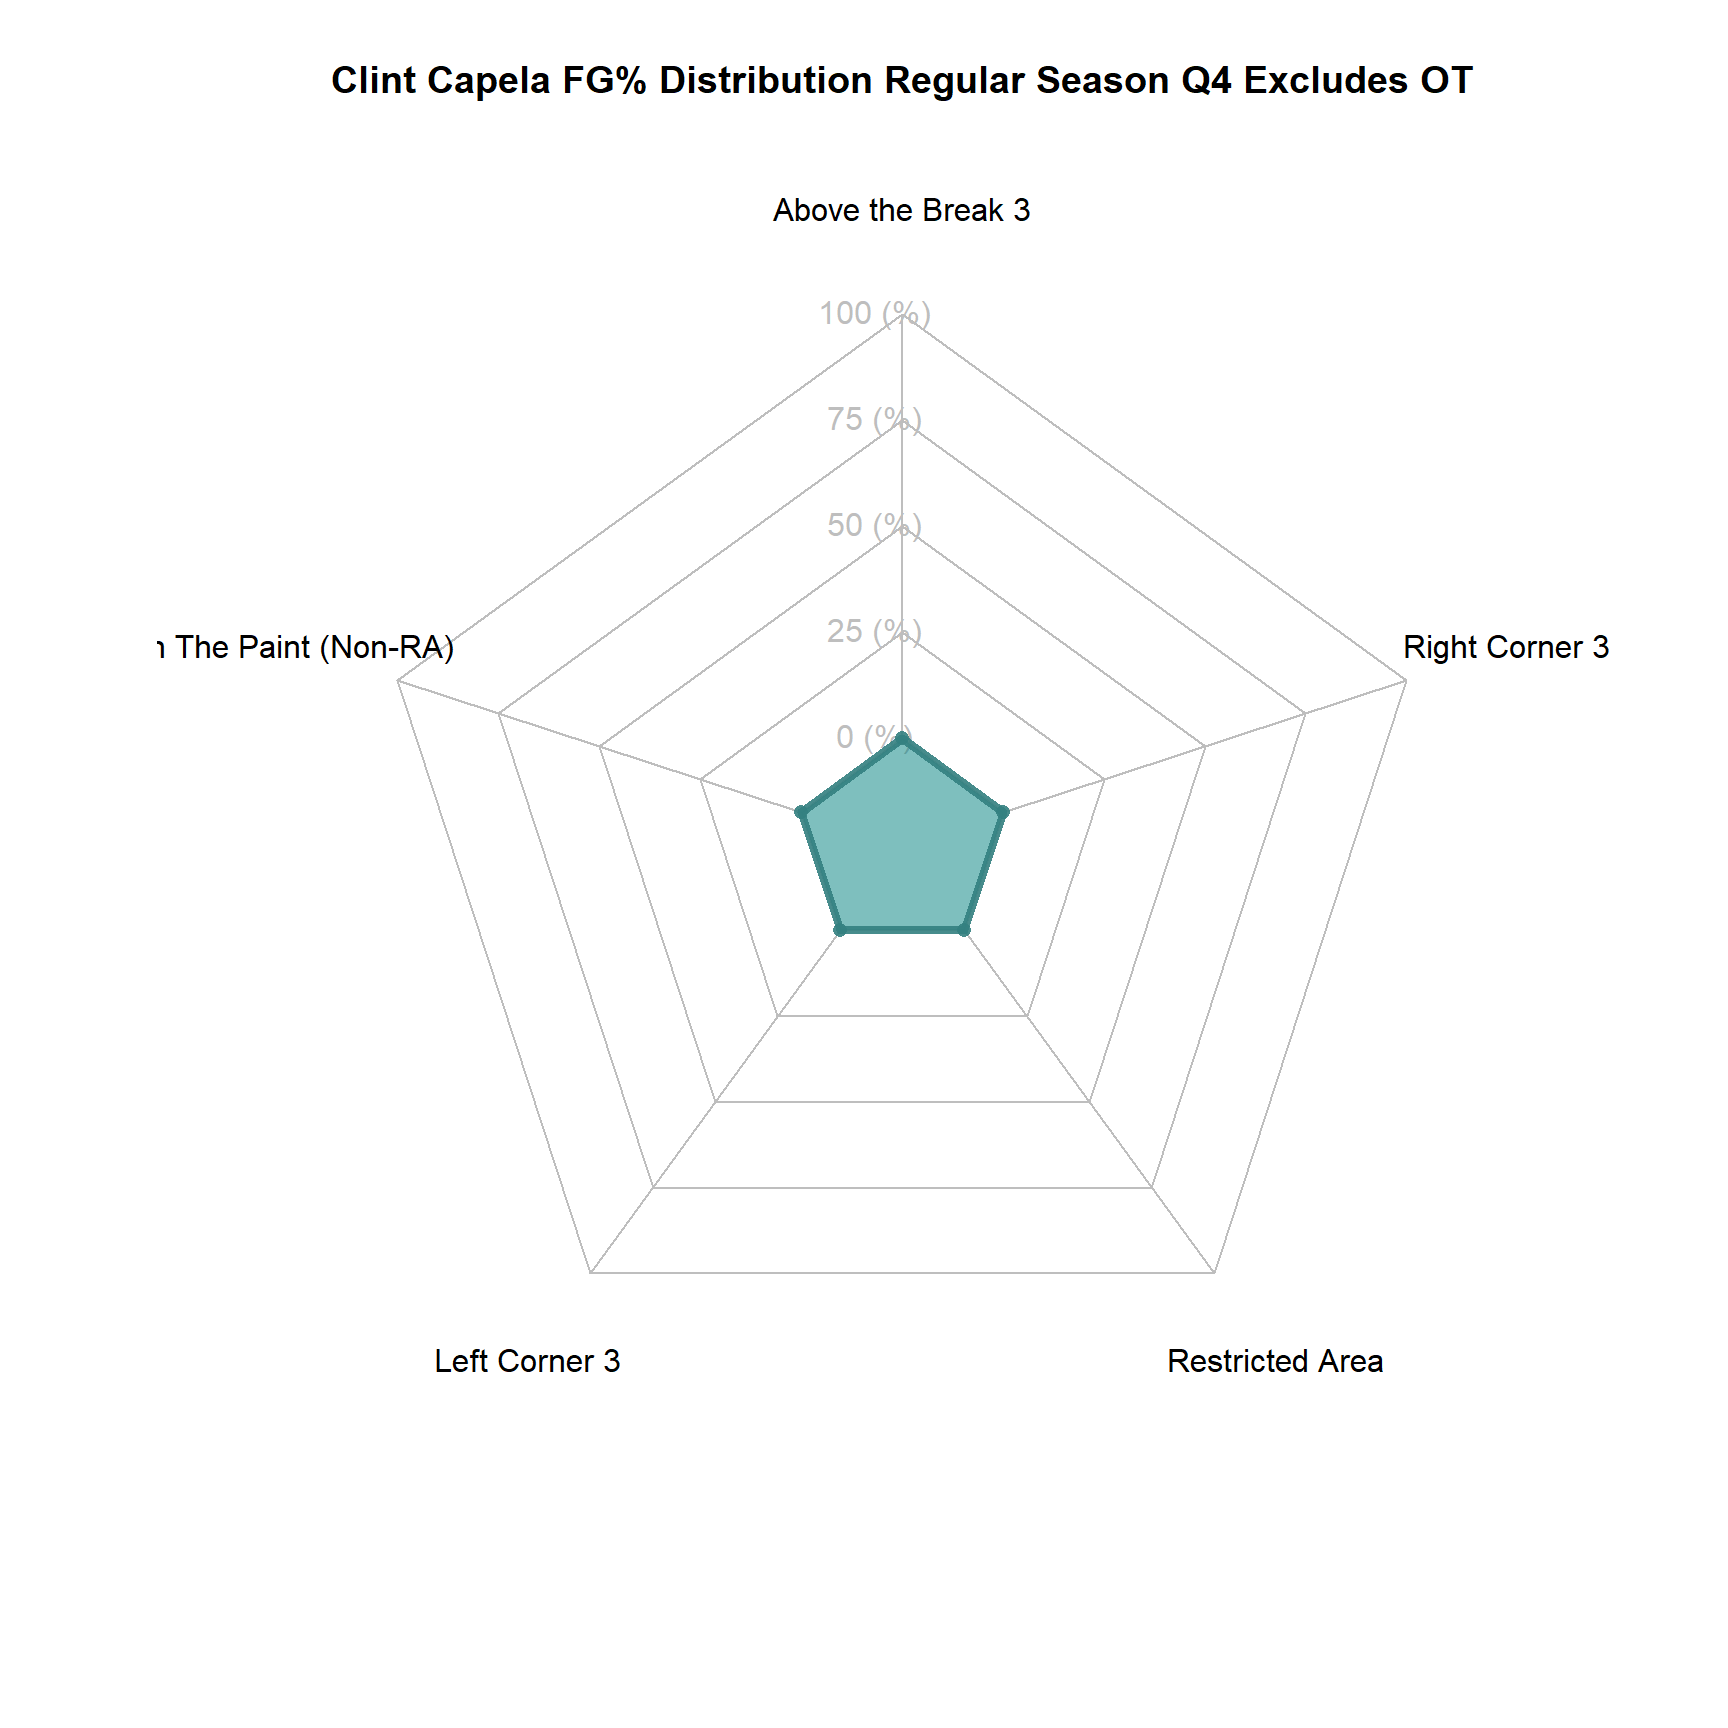 Clint Capela FG% Distribution Regular Season Q4 Excludes OT
Above the Break 3
100 (%)
75 (%)
50 (%)
25 (%)
The Paint (Non-RA)
Right Corner 3
0 (%)
Left Corner 3
Restricted Area